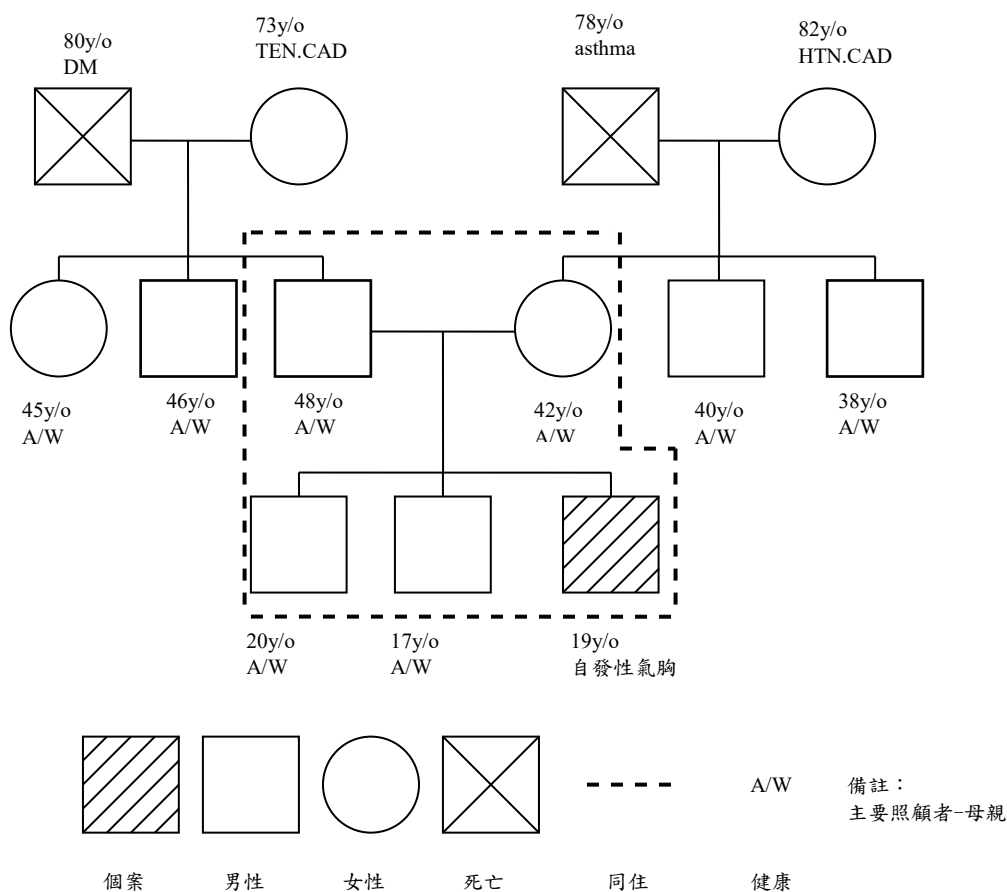 80y/o
DM
73y/o
TEN.CAD
78y/o
asthma
82y/o
HTN.CAD
45y/o
A/W
46y/o
A/W
48y/o
A/W
42y/o
A/W
40y/o
A/W
38y/o
A/W
20y/o
A/W
17y/o
A/W
19y/o
自發性氣胸
A/W
備註：
主要照顧者-母親
個案
男性
女性
死亡
同住
健康